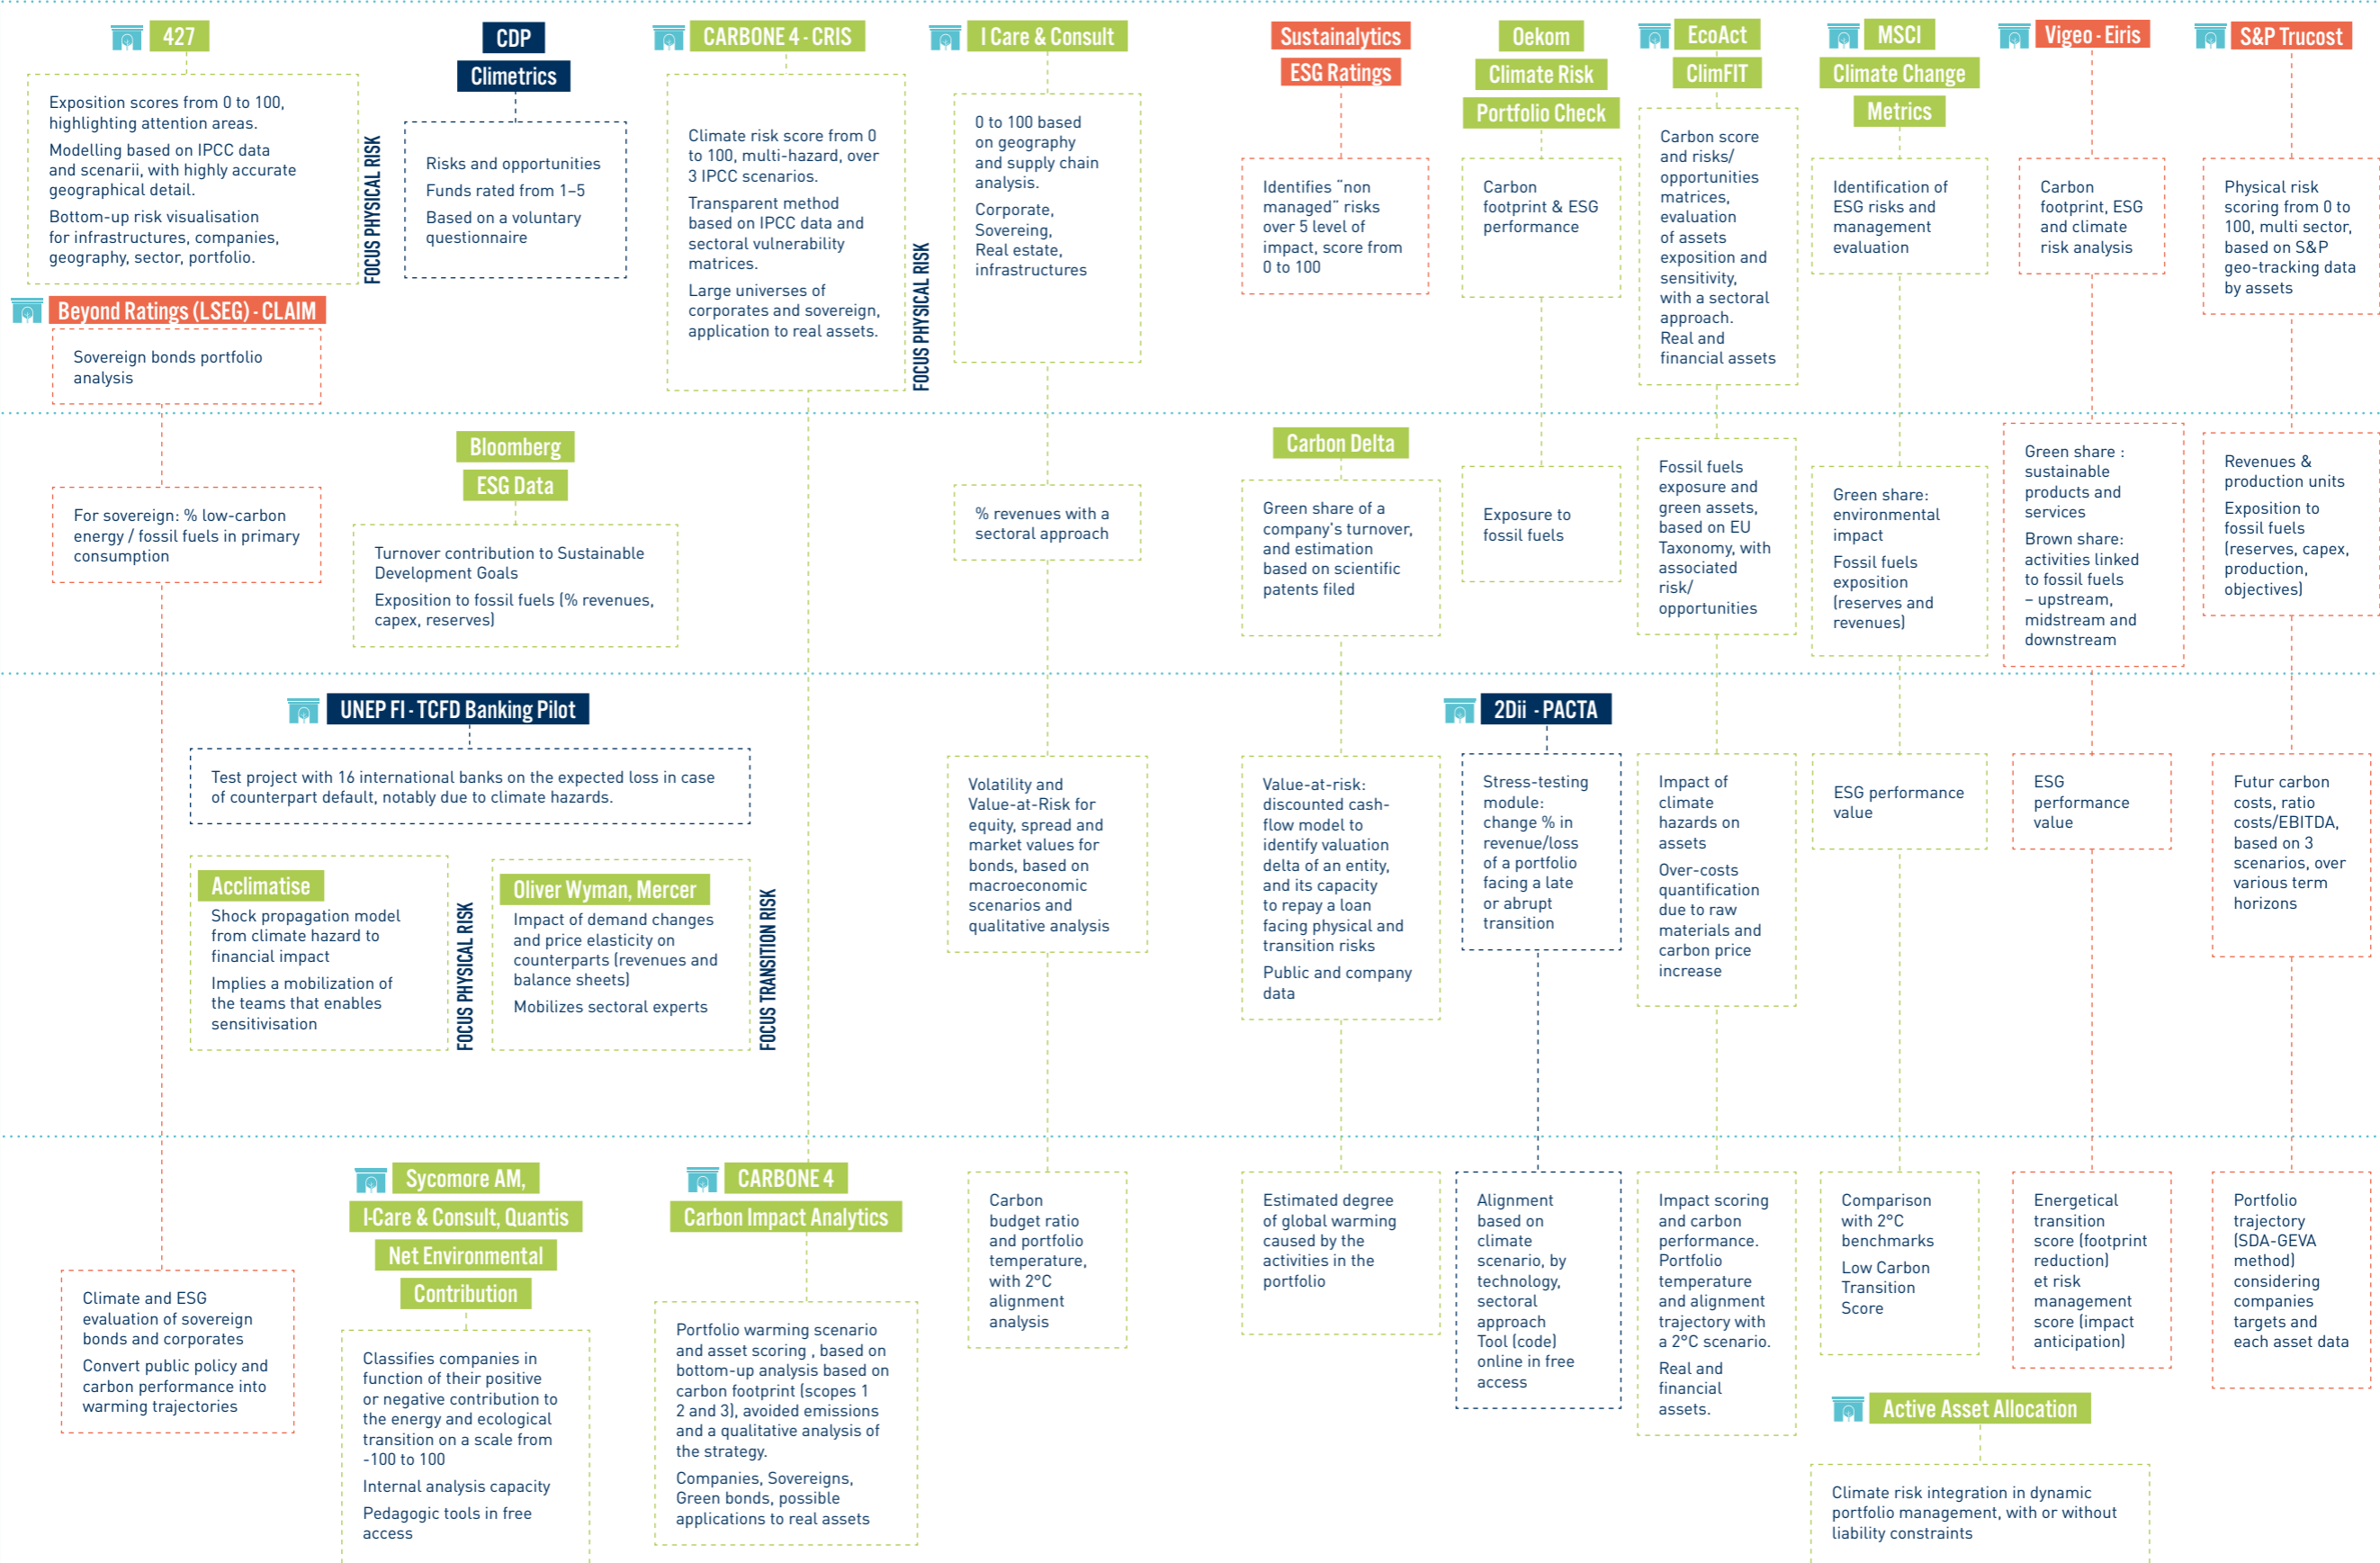 427
Exposition scores from 0 to 100,
highlighting attention areas.
Modelling based on IPCC data
and scenarii, with highly accurate
geographical detail.
Bottom-up risk visualisation
for infrastructures, companies,
geography, sector, portfolio.
FOCUS PHYSICAL RISK
CDP
Climetrics
Risks and opportunities
Funds rated from 1–5
Based on a voluntary
questionnaire
CARBONE 4 - CRIS
Climate risk score from 0
to 100, multi-hazard, over
3 IPCC scenarios.
Transparent method
based on IPCC data and
sectoral vulnerability
matrices.
Large universes of
corporates and sovereign,
application to real assets.
FOCUS PHYSICAL RISK
I Care & Consult
0 to 100 based
on geography
and supply chain
analysis.
Corporate,
Sovereing,
Real estate,
infrastructures
Sustainalytics
ESG Ratings
Identifies "non
managed" risks
over 5 level of
impact, score from
0 to 100
Oekom
Climate Risk
Portfolio Check
Carbon
footprint & ESG
performance
EcoAct
ClimFIT
Carbon score
and risks/
opportunities
matrices,
evaluation
of assets
exposition and
sensitivity,
with a sectoral
approach.
Real and
financial assets
MSCI
Climate Change
Metrics
Identification of
ESG risks and
management
evaluation
Vigeo - Eiris
Carbon
footprint, ESG
and climate
risk analysis
S&P Trucost
Physical risk
scoring from 0 to
100, multi sector,
based on S&P
geo-tracking data
by assets
Beyond Ratings (LSEG) - CLAIM
Sovereign bonds portfolio
analysis
For sovereign: % low-carbon
energy / fossil fuels in primary
consumption
Bloomberg
ESG Data
Turnover contribution to Sustainable
Development Goals
Exposition to fossil fuels (% revenues,
capex, reserves)
% revenues with a
sectoral approach
Carbon Delta
Green share of a
company's turnover,
and estimation
based on scientific
patents filed
Exposure to
fossil fuels
Fossil fuels
exposure and
green assets,
based on EU
Taxonomy, with
associated
risk/
opportunities
Green share:
environmental
impact
Fossil fuels
exposition
(reserves and
revenues)
Green share :
sustainable
products and
services
Brown share:
activities linked
to fossil fuels
– upstream,
midstream and
downstream
Revenues &
production units
Exposition to
fossil fuels
(reserves, capex,
production,
objectives)
UNEP FI - TCFD Banking Pilot
Test project with 16 international banks on the expected loss in case
of counterpart default, notably due to climate hazards.
Acclimatise
Shock propagation model
from climate hazard to
financial impact
Implies a mobilization of
the teams that enables
sensitivisation
FOCUS PHYSICAL RISK
Oliver Wyman, Mercer
Impact of demand changes
and price elasticity on
counterparts (revenues and
balance sheets)
Mobilizes sectoral experts
FOCUS TRANSITION RISK
Volatility and
Value-at-Risk for
equity, spread and
market values for
bonds, based on
macroeconomic
scenarios and
qualitative analysis
Value-at-risk:
discounted cash-
flow model to
identify valuation
delta of an entity,
and its capacity
to repay a loan
facing physical and
transition risks
Public and company
data
2Dii - PACTA
Stress-testing
module:
change % in
revenue/loss
of a portfolio
facing a late
or abrupt
transition
Impact of
climate
hazards on
assets
Over-costs
quantification
due to raw
materials and
carbon price
increase
ESG performance
value
ESG
performance
value
Futur carbon
costs, ratio
costs/EBITDA,
based on 3
scenarios, over
various term
horizons
Climate and ESG
evaluation of sovereign
bonds and corporates
Convert public policy and
carbon performance into
warming trajectories
Sycomore AM,
I-Care & Consult, Quantis
Net Environmental
Contribution
Classifies companies in
function of their positive
or negative contribution to
the energy and ecological
transition on a scale from
-100 to 100
Internal analysis capacity
Pedagogic tools in free
access
CARBONE 4
Carbon Impact Analytics
Portfolio warming scenario
and asset scoring , based on
bottom-up analysis based on
carbon footprint (scopes 1
2 and 3), avoided emissions
and a qualitative analysis of
the strategy.
Companies, Sovereigns,
Green bonds, possible
applications to real assets
Carbon
budget ratio
and portfolio
temperature,
with 2°C
alignment
analysis
Estimated degree
of global warming
caused by the
activities in the
portfolio
Alignment
based on
climate
scenario, by
technology,
sectoral
approach
Tool (code)
online in free
access
Impact scoring
and carbon
performance.
Portfolio
temperature
and alignment
trajectory with
a 2°C scenario.
Real and
financial
assets.
Comparison
with 2°C
benchmarks
Low Carbon
Transition
Score
Energetical
transition
score (footprint
reduction)
et risk
management
score (impact
anticipation)
Portfolio
trajectory
(SDA-GEVA
method)
considering
companies
targets and
each asset data
Active Asset Allocation
Climate risk integration in dynamic
portfolio management, with or without
liability constraints